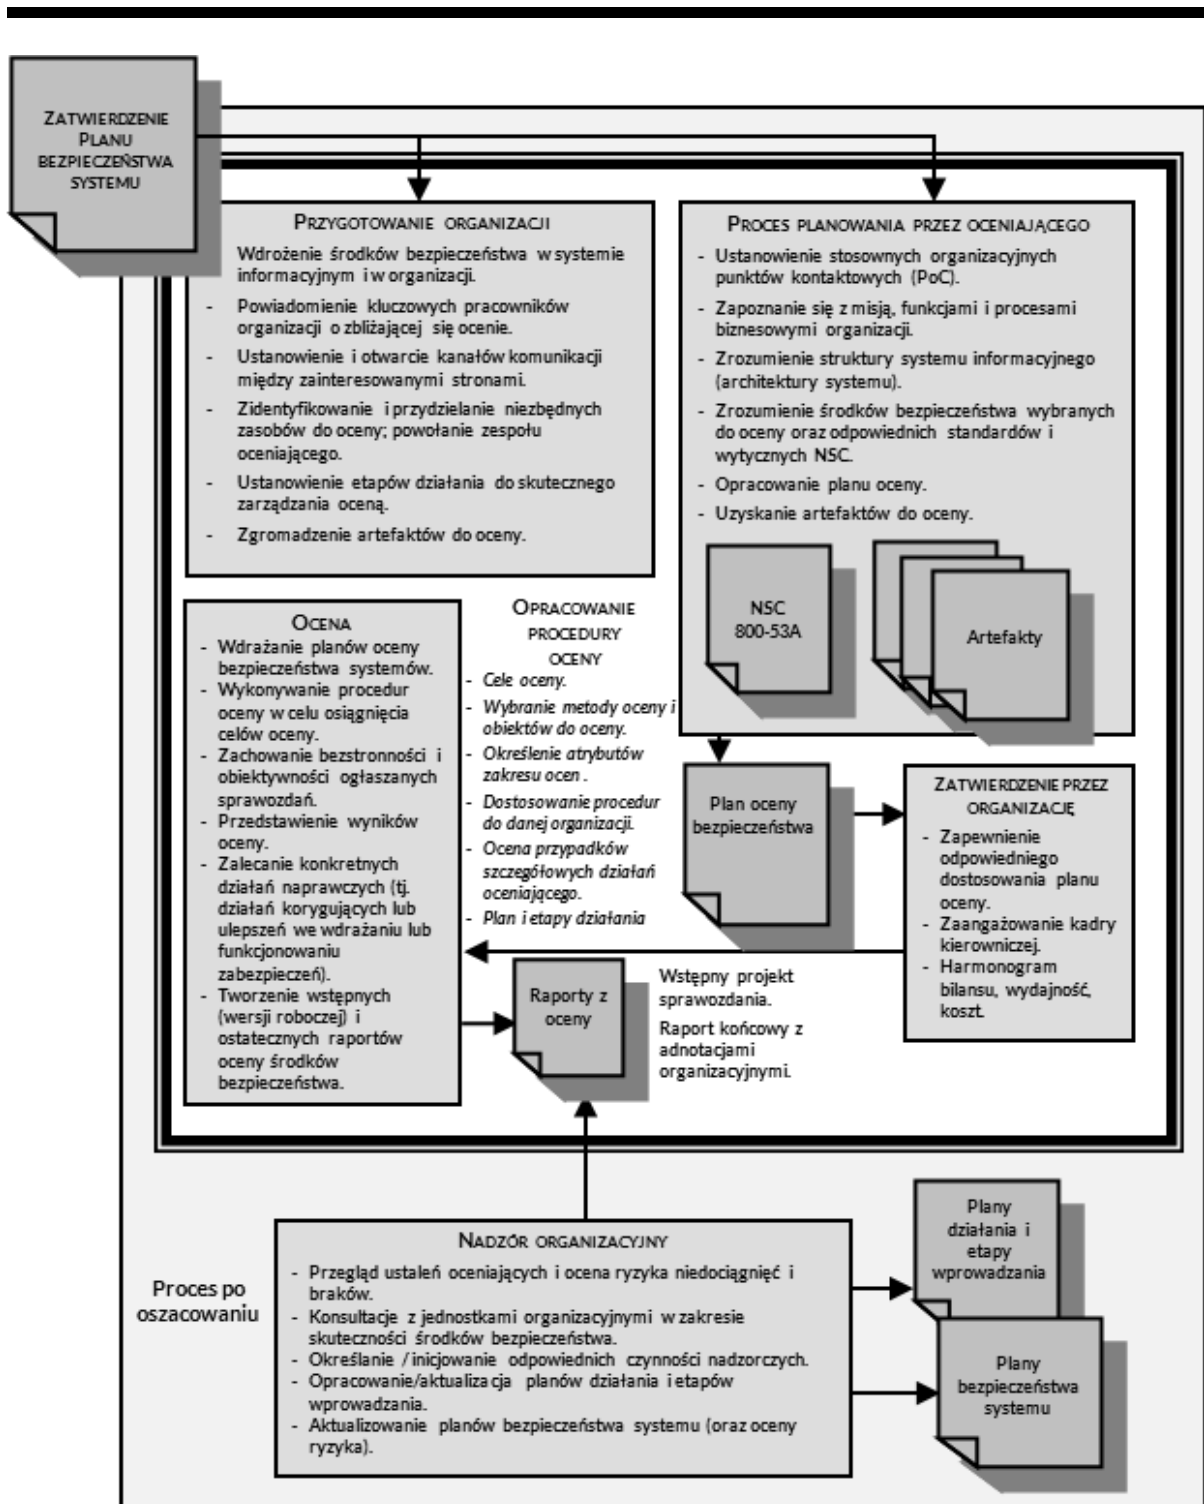 ZATWIERDZENIE
PLANU
BEZPIECZEŃSTWA
SYSTEMU
PRZYGOTOWANIE ORGANIZACJI
Wdrożenie środków bezpieczeństwa w systemie
informacyjnym i w organizacji.
- Powiadomienie kluczowych pracowników
organizacji o zbliżającej się ocenie.
- Ustanowienie i otwarcie kanałów komunikacji
między zainteresowanymi stronami.
- Zidentyfikowanie i przydzielanie niezbędnych
zasobów do oceny; powołanie zespołu
oceniającego.
- Ustanowienie etapów działania do skutecznego
zarządzania oceną.
- Zgromadzenie artefaktów do oceny.
PROCES PLANOWANIA PRZEZ OCENIAJĄCEGO
- Ustanowienie stosownych organizacyjnych
punktów kontaktowych (PoC).
- Zapoznanie się z misją, funkcjami i procesami
biznesowymi organizacji.
- Zrozumienie struktury systemu informacyjnego
(architektury systemu).
- Zrozumienie środków bezpieczeństwa wybranych
do oceny oraz odpowiednich standardów i
wytycznych NSC.
- Opracowanie planu oceny.
- Uzyskanie artefaktów do oceny.
NSC
800-53A
Artefakty
OCENA
- Wdrażanie planów oceny
bezpieczeństwa systemów.
- Wykonywanie procedur
oceny w celu osiągnięcia
celów oceny.
- Zachowanie bezstronności i
obiektywności ogłaszanych
sprawozdań.
- Przedstawienie wyników
oceny.
- Zalecanie konkretnych
działań naprawczych (tj.
działań korygujących lub
ulepszeń we wdrażaniu lub
funkcjonowaniu
zabezpieczeń).
- Tworzenie wstępnych
(wersji roboczej) i
ostatecznych raportów
oceny środków
bezpieczeństwa.
OPRACOWANIE
PROCEDURY
OCENY
- Cele oceny.
- Wybranie metody oceny i
obiektów do oceny.
- Określenie atrybutów
zakresu ocen .
- Dostosowanie procedur
do danej organizacji.
- Ocena przypadków
szczegółowych działań
oceniającego.
- Plan i etapy działania
Plan oceny
bezpieczeństwa
ZATWIERDZENIE PRZEZ
ORGANIZACJĘ
- Zapewnienie
odpowiedniego
dostosowania planu
oceny.
- Zaangażowanie kadry
kierowniczej.
- Harmonogram
bilansu, wydajność,
koszt.
Raporty z
oceny
Wstępny projekt
sprawozdania.
Raport końcowy z
adnotacjami
organizacyjnymi.
Proces po
oszacowaniu
NADZÓR ORGANIZACYJNY
- Przegląd ustaleń oceniających i ocena ryzyka niedociągnięć i
braków.
- Konsultacje z jednostkami organizacyjnymi w zakresie
skuteczności środków bezpieczeństwa.
- Określanie / inicjowanie odpowiednich czynności nadzorczych.
- Opracowanie/aktualizacja planów działania i etapów
wprowadzania.
- Aktualizowanie planów bezpieczeństwa systemu (oraz oceny
ryzyka).
Plany
działania i
etapy
wprowadzania
Plany
bezpieczeństwa
systemu